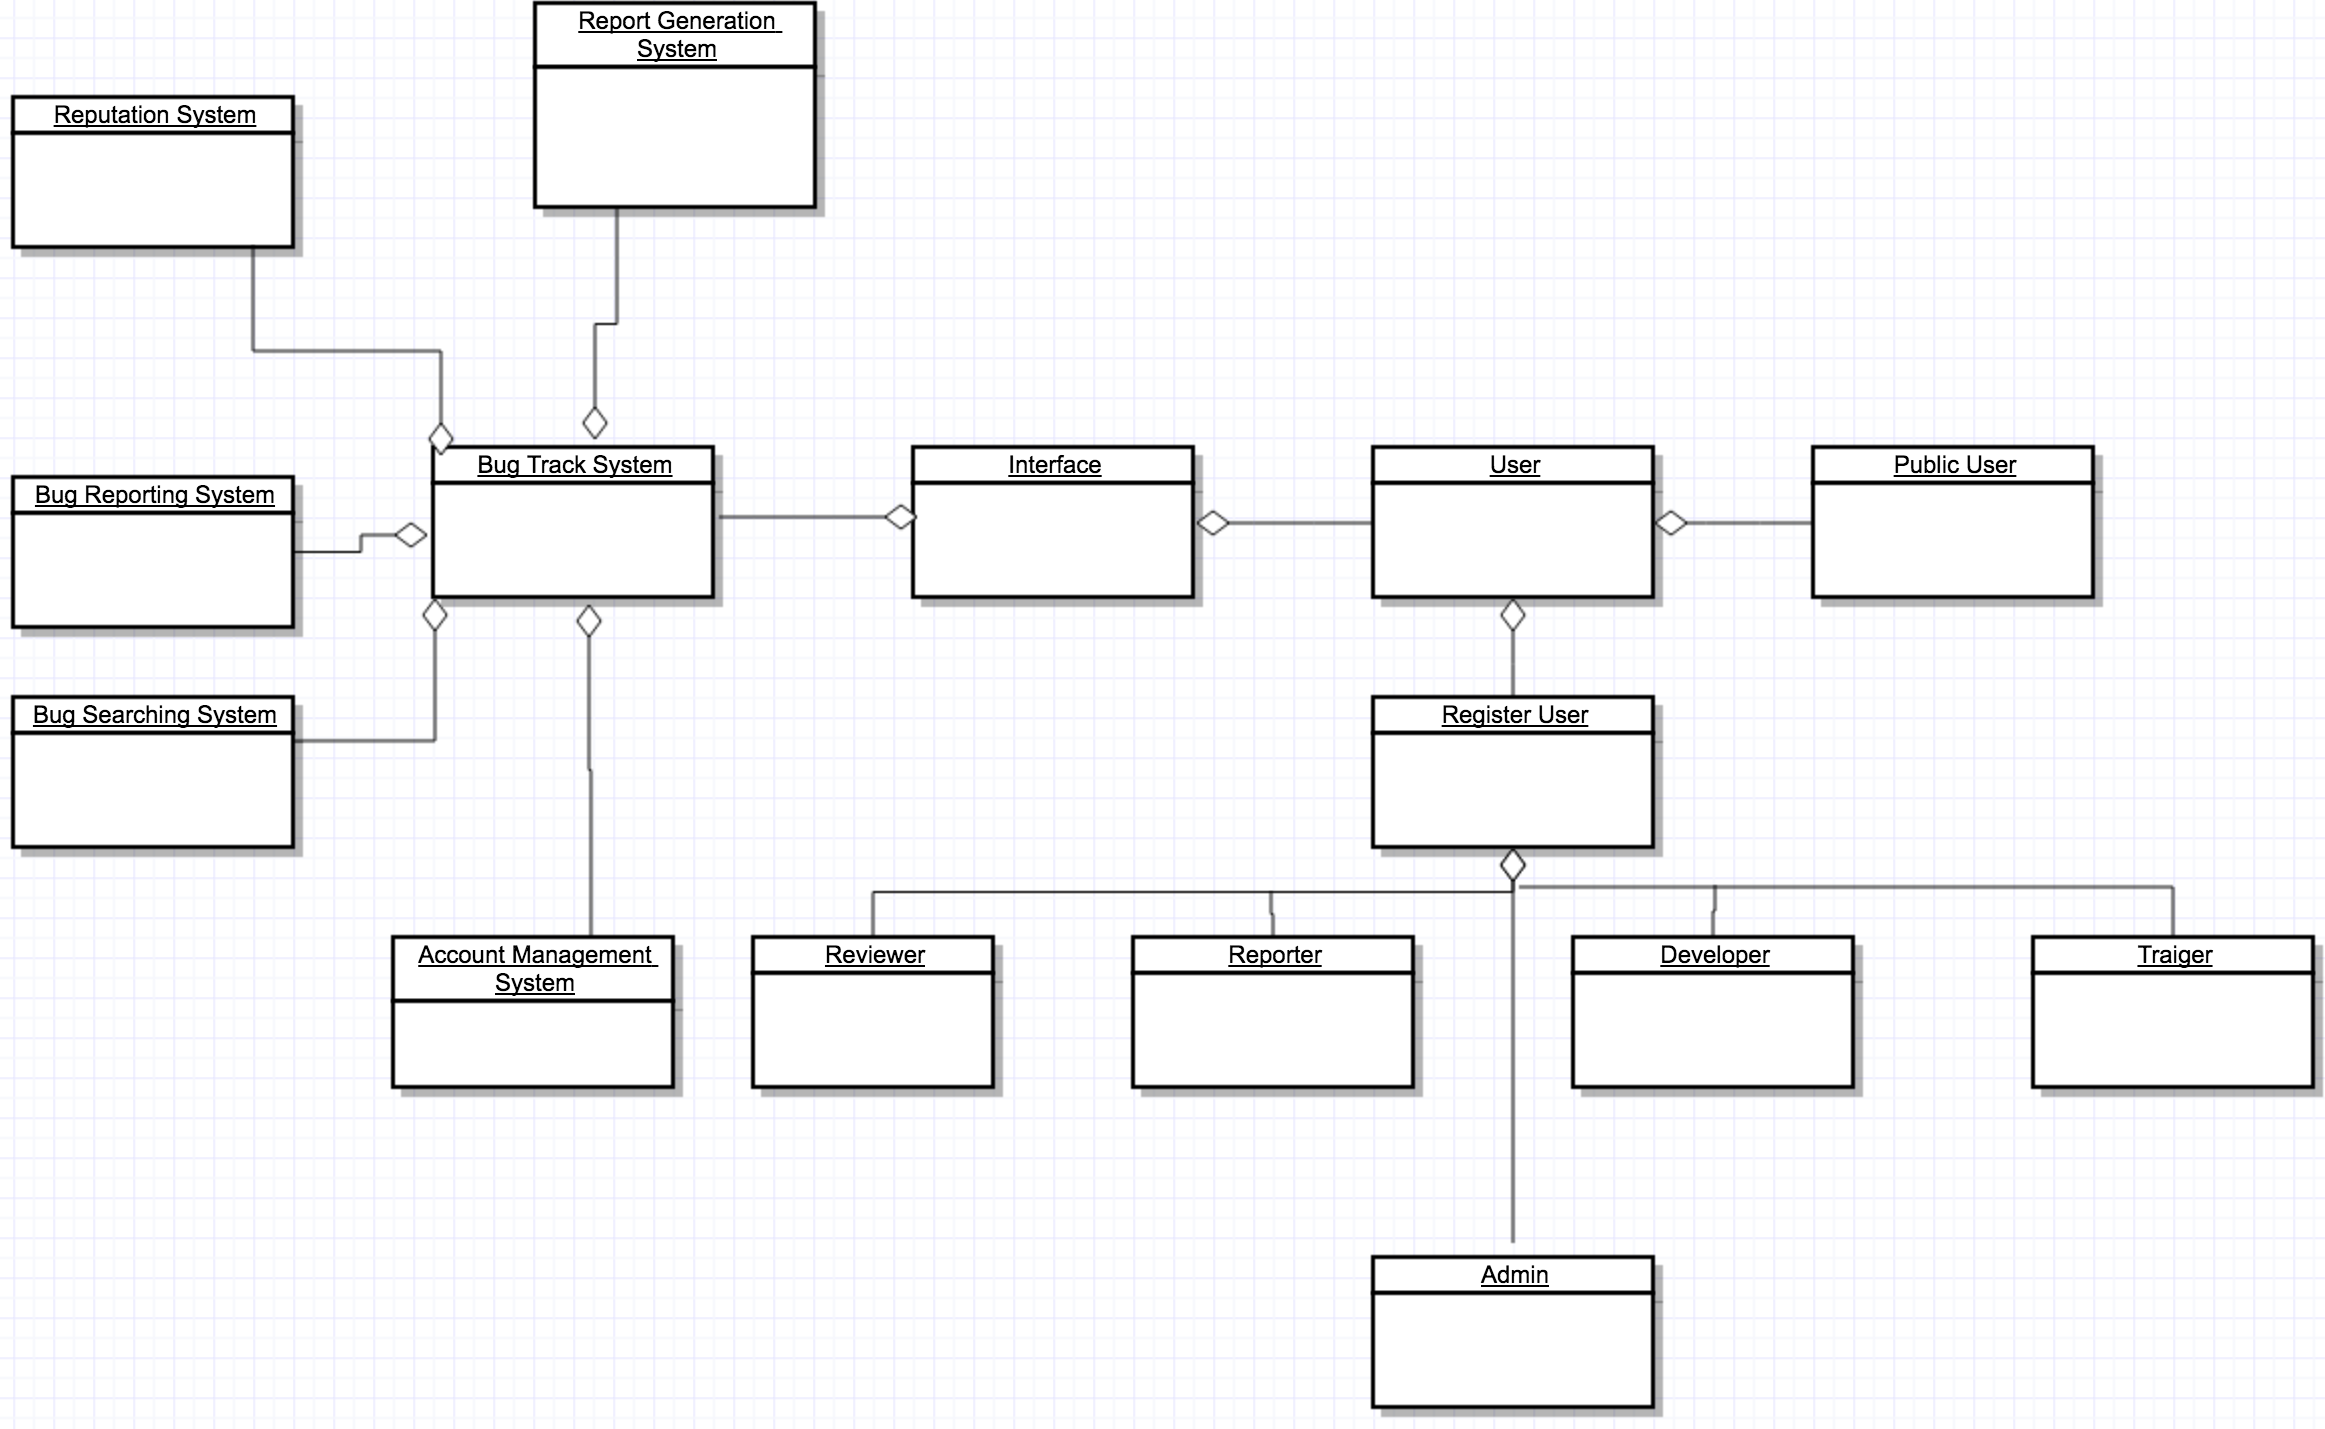 Report Generation
System
Reputation System
Bug Track System
Interface
User
Public User
Bug Reporting System
Bug Searching System
Register User
Account Management
System
Reviewer
Reporter
Developer
Traiger
Admin